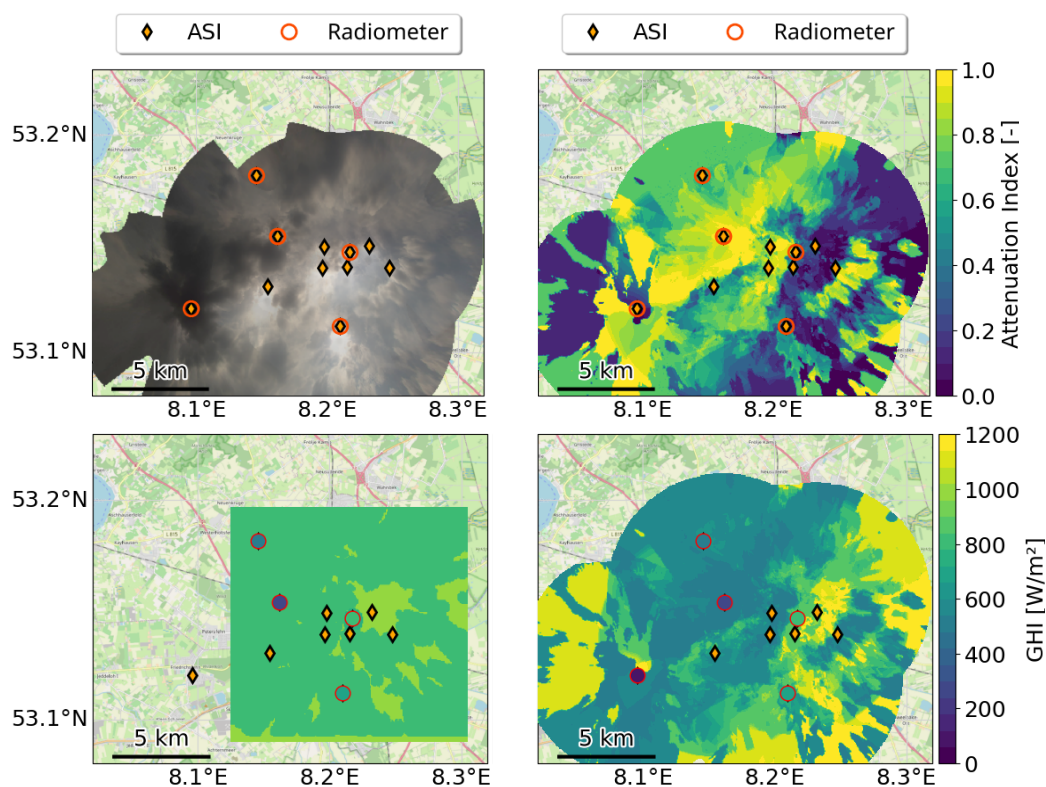 ASI Radiometer
ASI Radiometer
53.2°N
53.1°N
5 km
8.1°E 8.2°E 8.3°E
5 km
8.1°E 8.2°E 8.3°E
1.0
0.8
0.6
0.4
0.2
0.0
Attenuation Index [-]
53.2°N
53.1°N
5 km
8.1°E 8.2°E 8.3°E
5 km
8.1°E 8.2°E 8.3°E
1200
1000
800
600
400
200
0
GHI [W/m²]